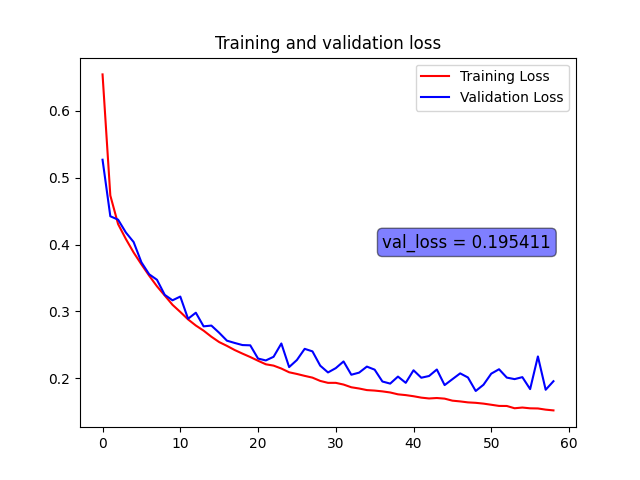 Training and validation loss
Training Loss
Validation Loss
val_loss = 0.195411
0.6
0.5
0.4
0.3
0.2
0 10 20 30 40 50 60